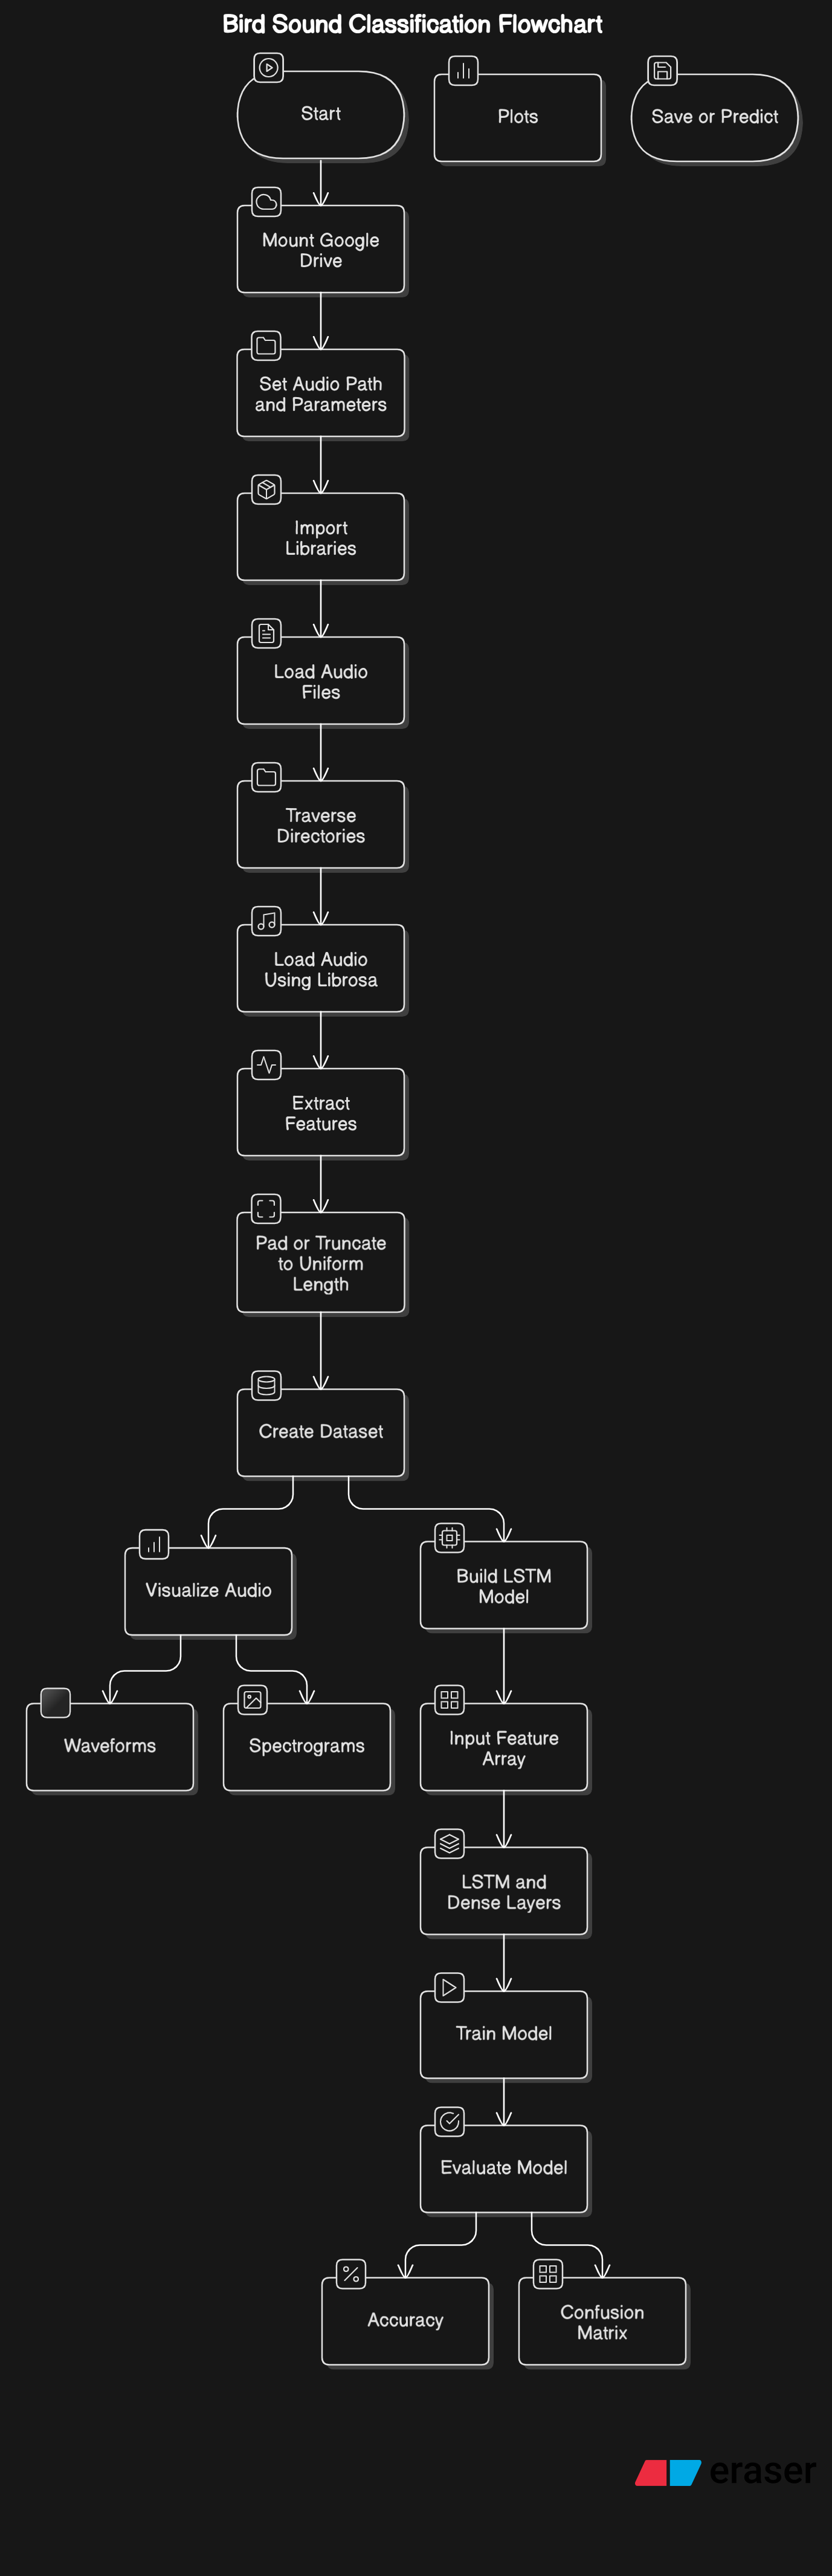 Bird Sound Classification Flowchart
Start
Plots
Save or Predict
Mount Google
Drive
Set Audio Path
and Parameters
Import
Libraries
Load Audio
Files
Traverse
Directories
Load Audio
Using Librosa
Extract
Features
Pad or Truncate
to Uniform
Length
Create Dataset
Visualize Audio
Build LSTM
Model
Waveforms
Spectrograms
Input Feature
Array
LSTM and
Dense Layers
Train Model
Evaluate Model
Accuracy
Confusion
Matrix
eraser